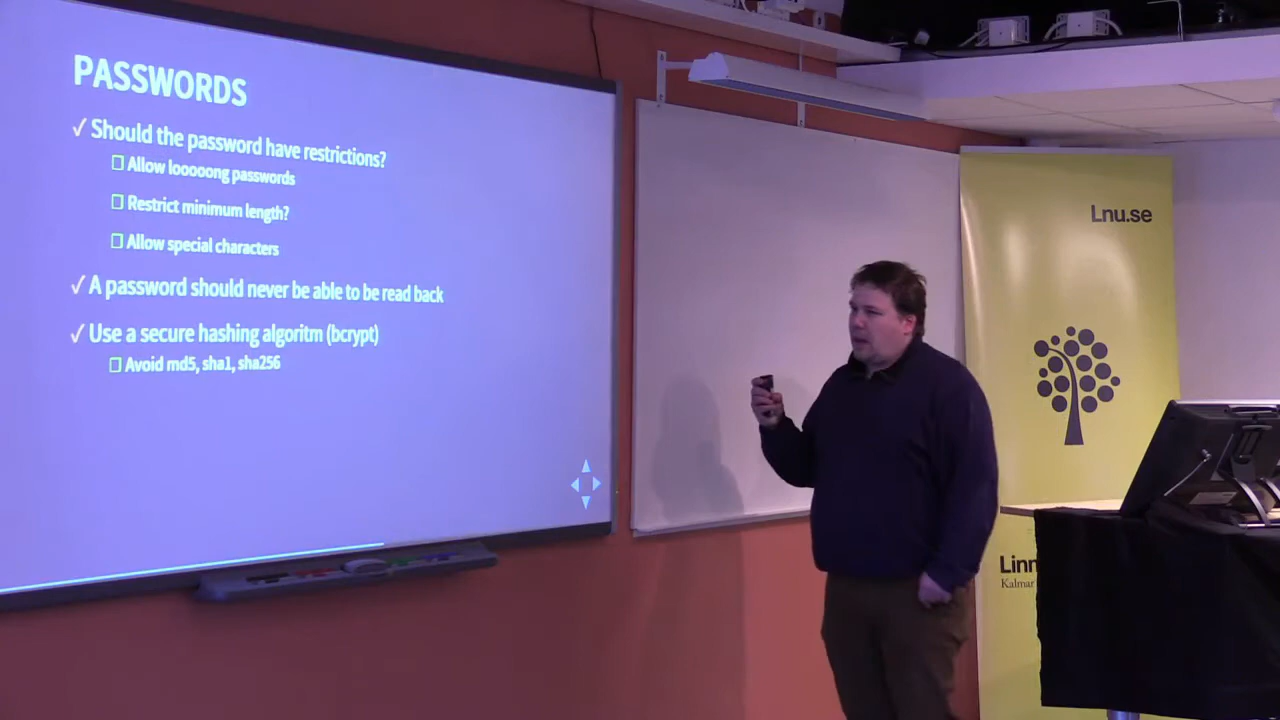 PASSWORDS
✓ Should the password have restrictions?
☐ Allow looooong passwords
☐ Restrict minimum length?
☐ Allow special characters
✓ A password should never be able to be read back
✓ Use a secure hashing algoritm (bcrypt)
☐ Avoid md5, sha1, sha256
Lnu.se
Linn
Kalmar